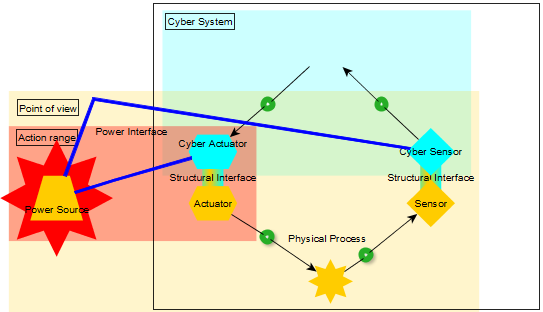 Cyber System
Point of view
Power Interface
Action range
Cyber Actuator
Cyber Sensor
Structural Interface
Structural Interface
Power Source
Actuator
Sensor
Physical Process